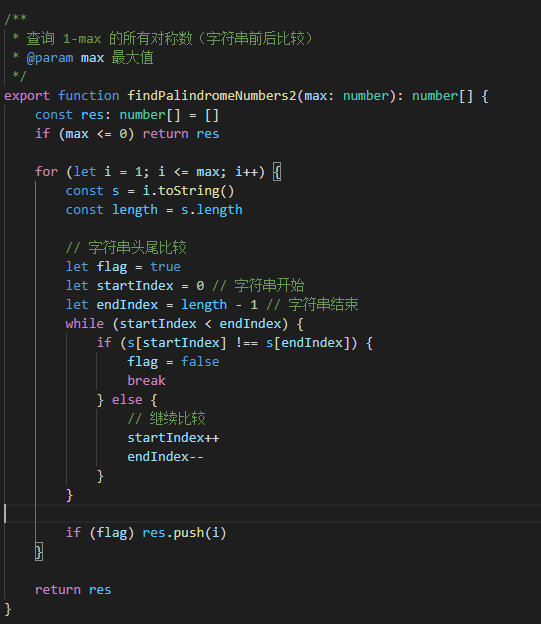 /**
 * 查询 1-max 的所有对称数（字符串前后比较）
 * @param max 最大值
 */
export function findPalindromeNumbers2(max: number): number[] {
    const res: number[] = []
    if (max <= 0) return res

    for (let i = 1; i <= max; i++) {
        const s = i.toString()
        const length = s.length

        // 字符串头尾比较
        let flag = true
        let startIndex = 0 // 字符串开始
        let endIndex = length - 1 // 字符串结束
        while (startIndex < endIndex) {
            if (s[startIndex] !== s[endIndex]) {
                flag = false
                break
            } else {
                // 继续比较
                startIndex++
                endIndex--
            }
        }

        if (flag) res.push(i)
    }

    return res
}